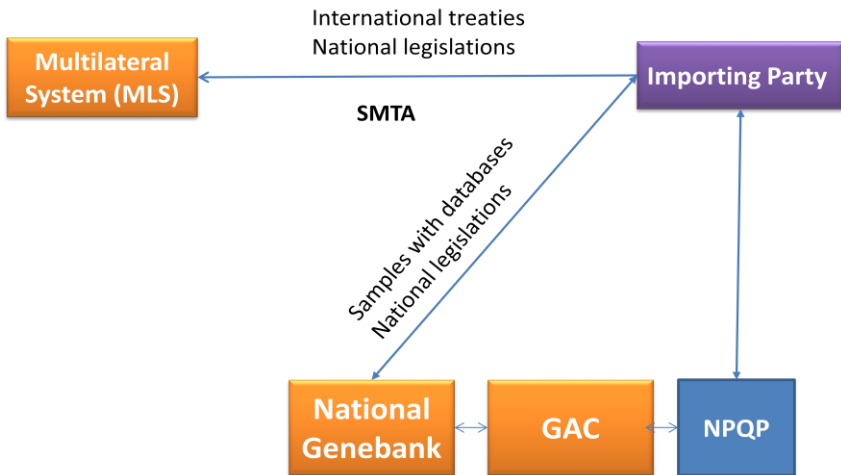 International treaties
National legislations
Multilateral
System (MLS)
Importing Party
SMTA
Samples with databases
National legislations
National
Genebank
GAC
NPQP